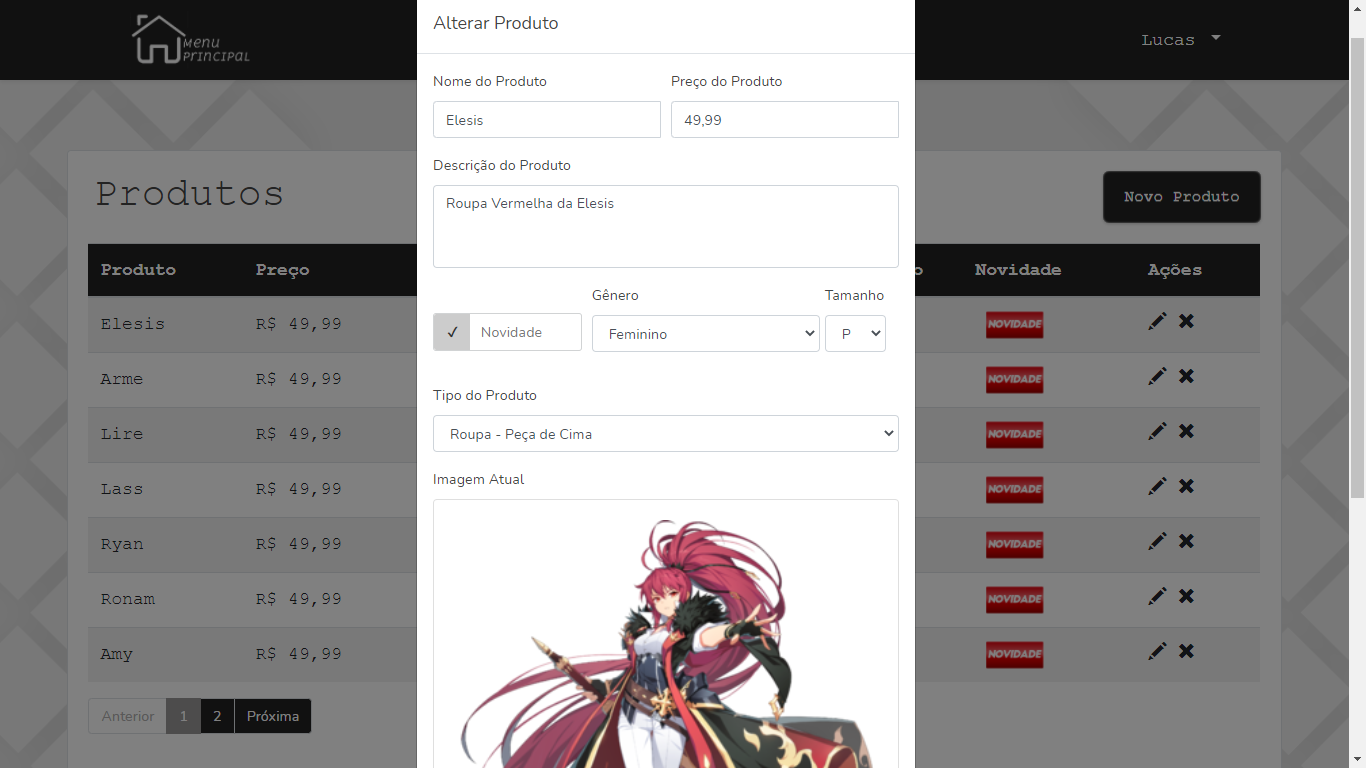 Menu
Principal
Lucas
Alterar Produto
Nome do Produto
Preço do Produto
Elesis
49,99
Descrição do Produto
Roupa Vermelha da Elesis
Gênero
Tamanho
✓ Novidade
Feminino
P
Tipo do Produto
Roupa - Peça de Cima
Imagem Atual
Produtos
Novo Produto
Produto Preço o Novidade Ações
Elesis R$ 49,99 NOVIDADE
Arme R$ 49,99 NOVIDADE
Lire R$ 49,99 NOVIDADE
Lass R$ 49,99 NOVIDADE
Ryan R$ 49,99 NOVIDADE
Ronam R$ 49,99 NOVIDADE
Amy R$ 49,99 NOVIDADE
Anterior 1 2 Próxima